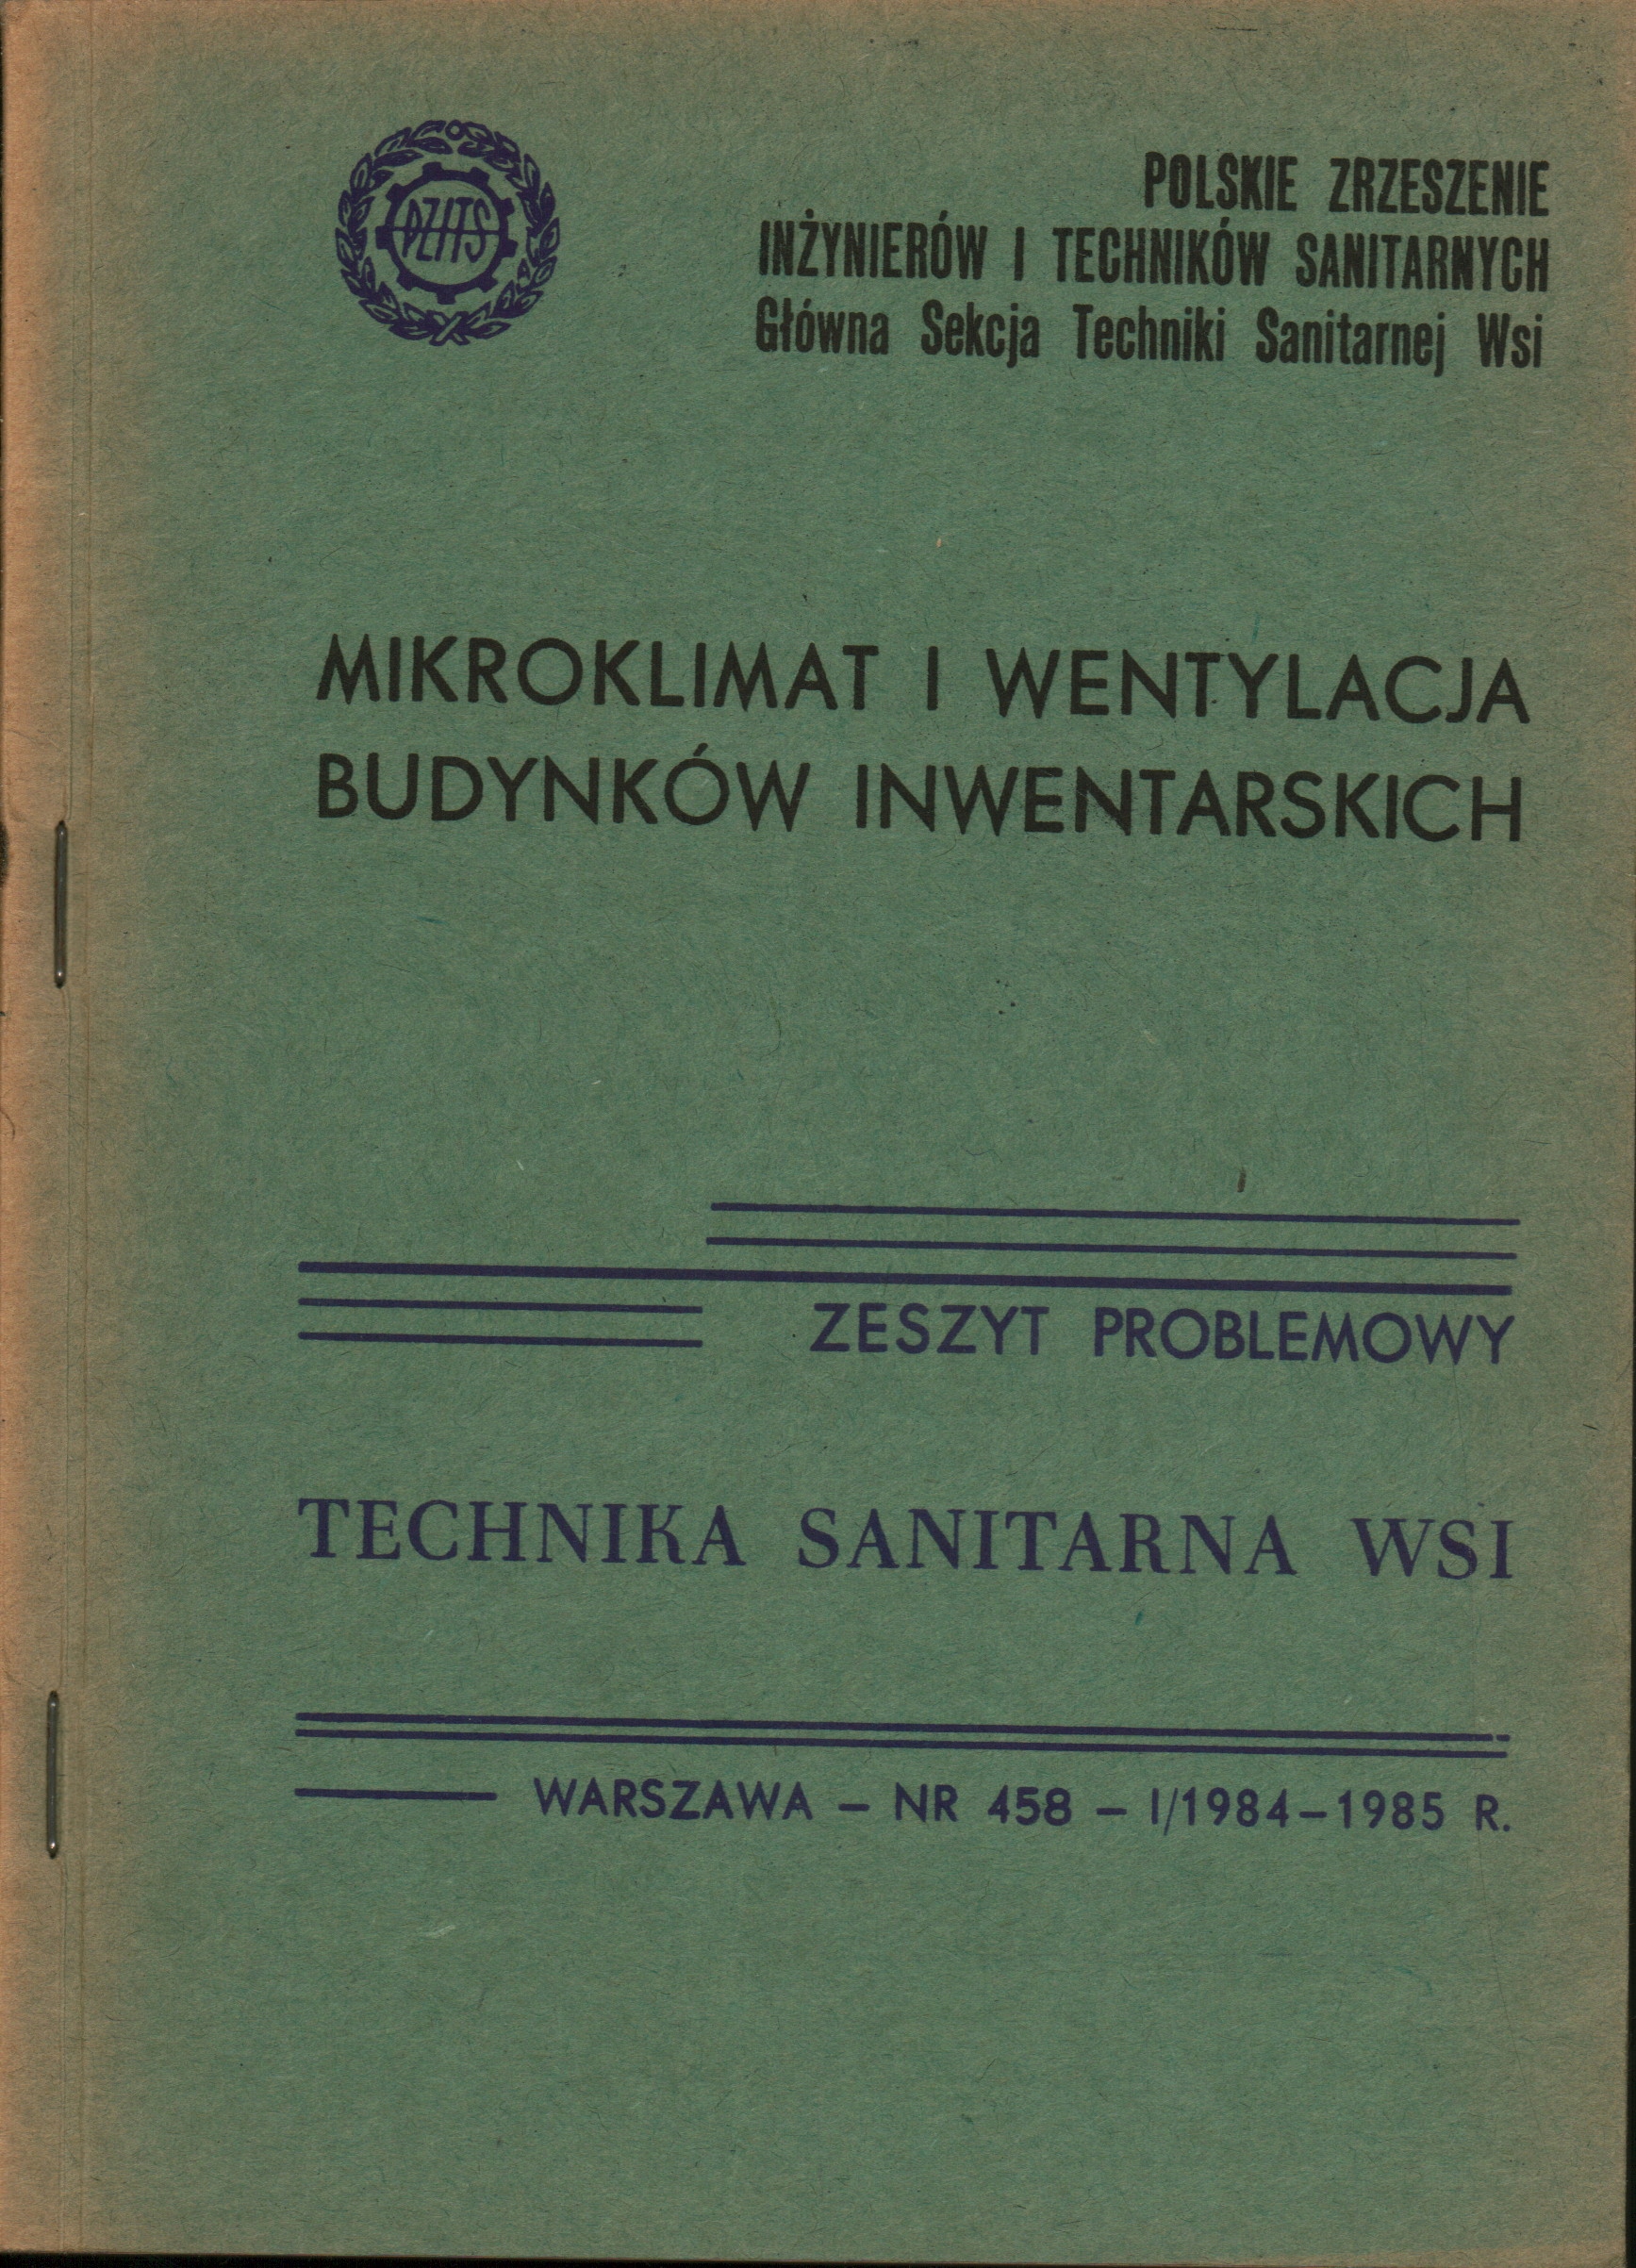 PZITS
POLSKIE ZRZESZENIE
INŻYNIERÓW I TECHNIKÓW SANITARNYCH
Główna Sekcja Techniki Sanitarnej Wsi
MIKROKLIMAT I WENTYLACJA
BUDYNKÓW INWENTARSKICH
ZESZYT PROBLEMOWY
TECHNIKA SANITARNA WSI
WARSZAWA – NR 458 – I/1984–1985 R.